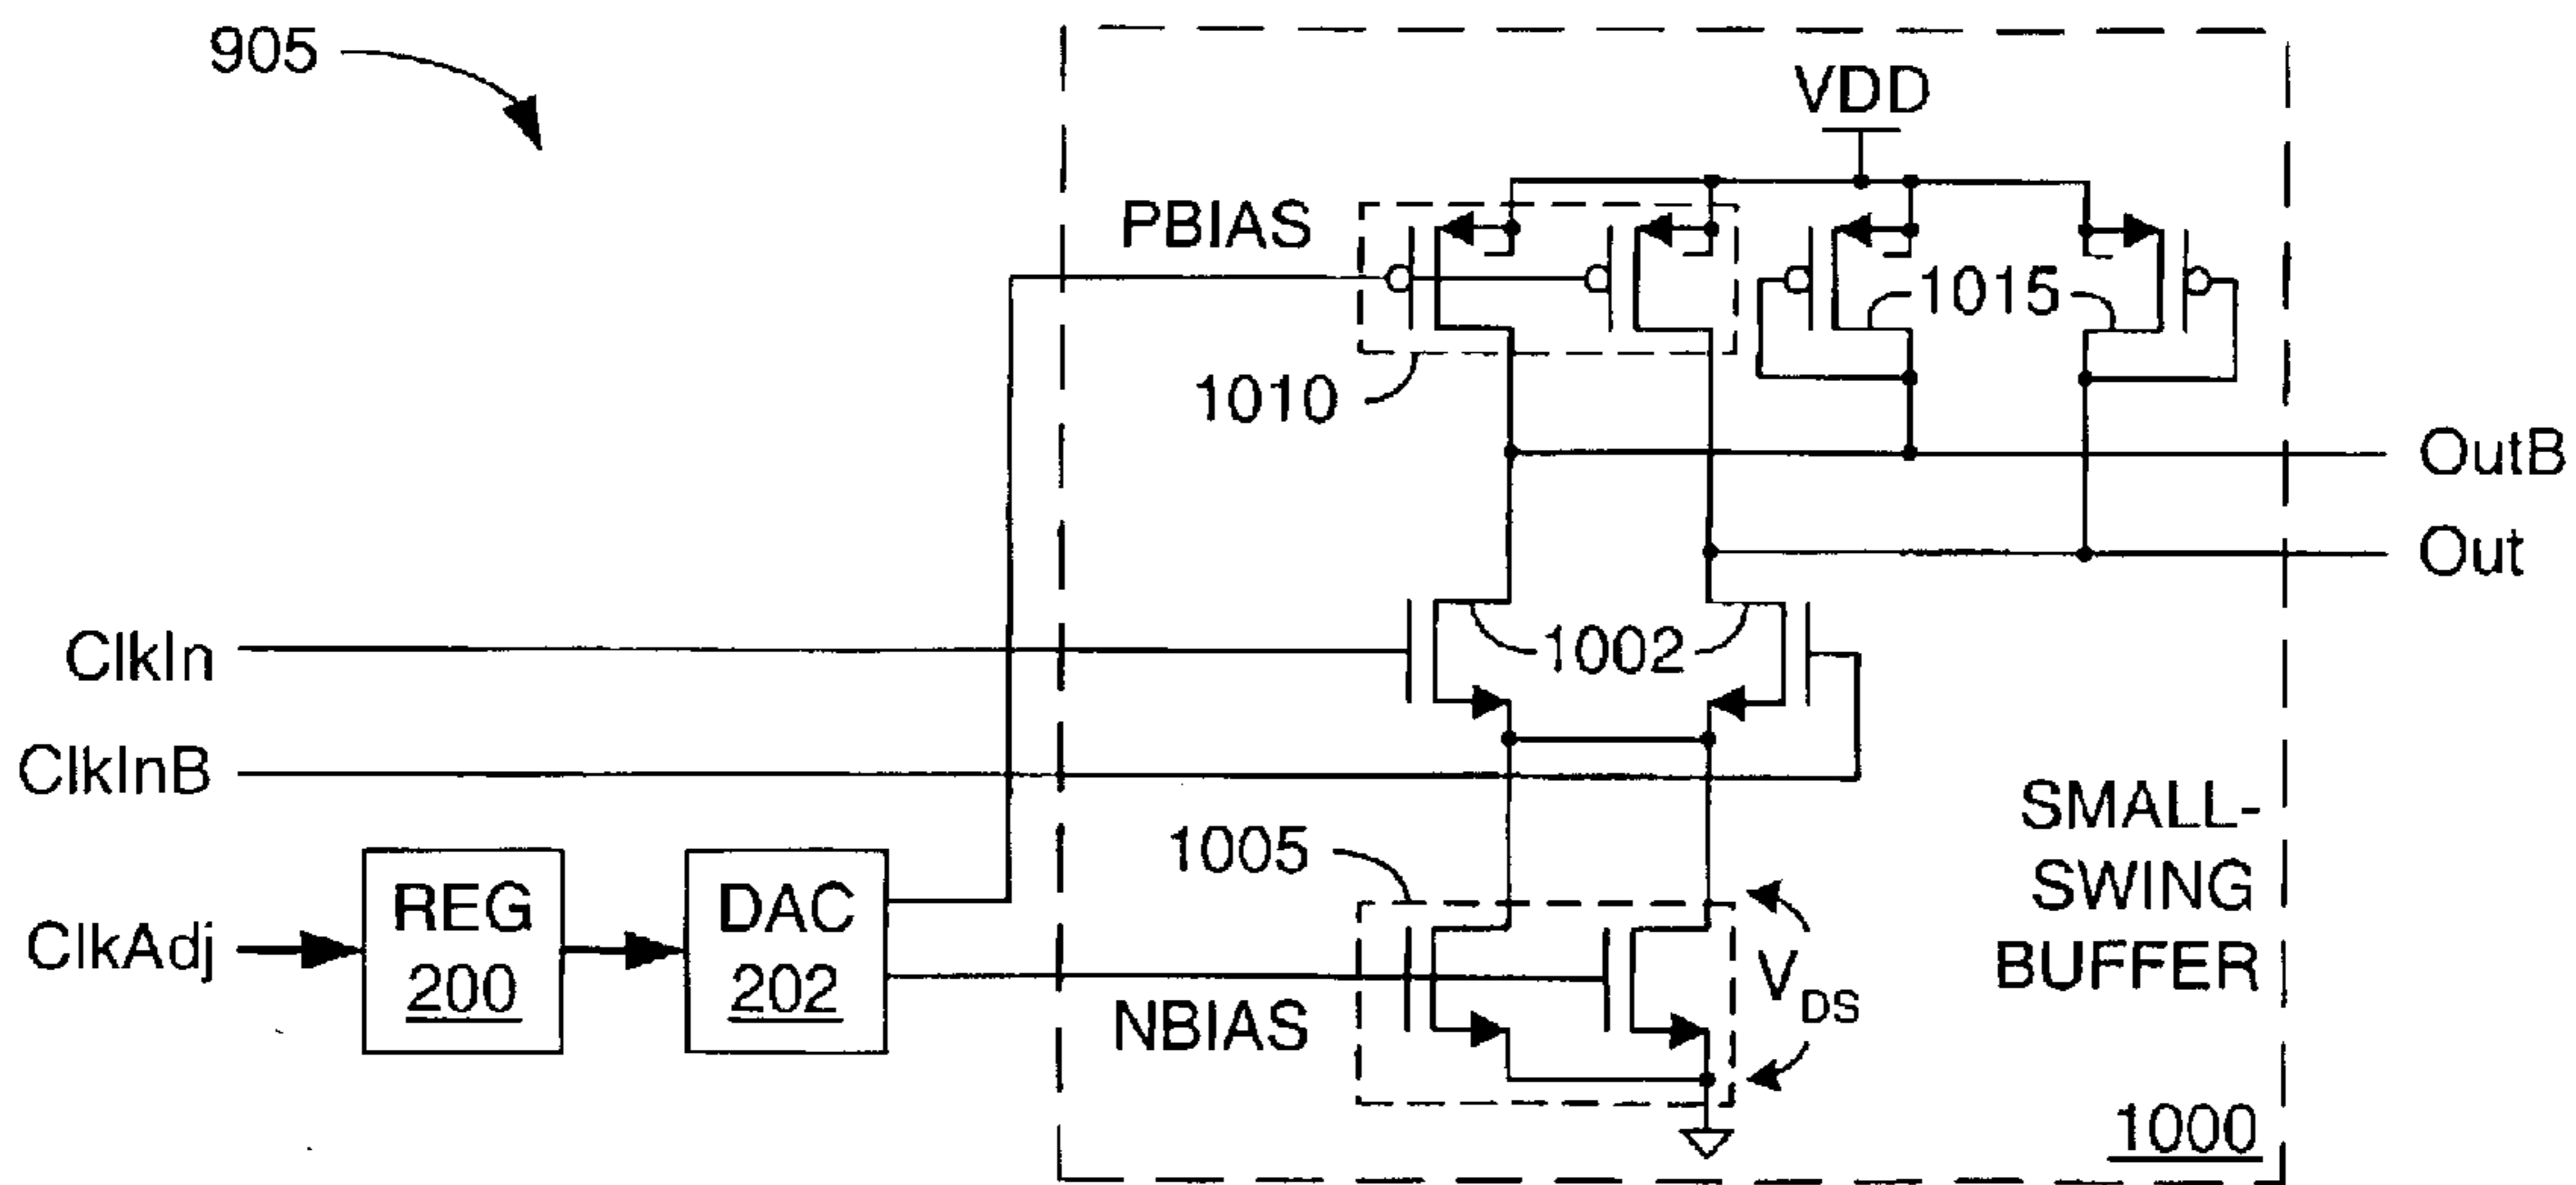 905
VDD
PBIAS
1015
1010
OutB
Out
ClkIn
1002
ClkInB
SMALL-
SWING
BUFFER
1005
ClkAdj
REG
200
DAC
202
NBIAS
VDS
1000